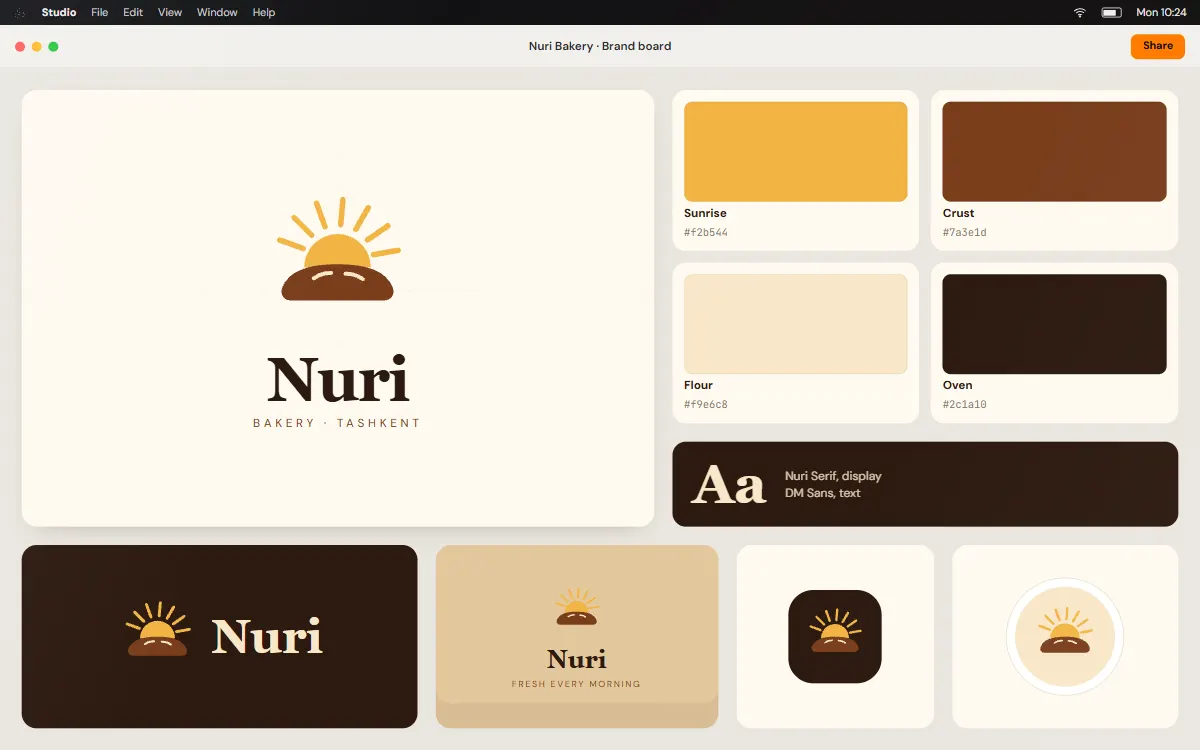 Studio File Edit View Window Help
Mon 10:24
Nuri Bakery · Brand board
Share
Nuri
BAKERY · TASHKENT
Sunrise
#f2b544
Crust
#7a3e1d
Flour
#f9e6c8
Oven
#2c1a10
Aa
Nuri Serif, display
DM Sans, text
Nuri
Nuri
FRESH EVERY MORNING